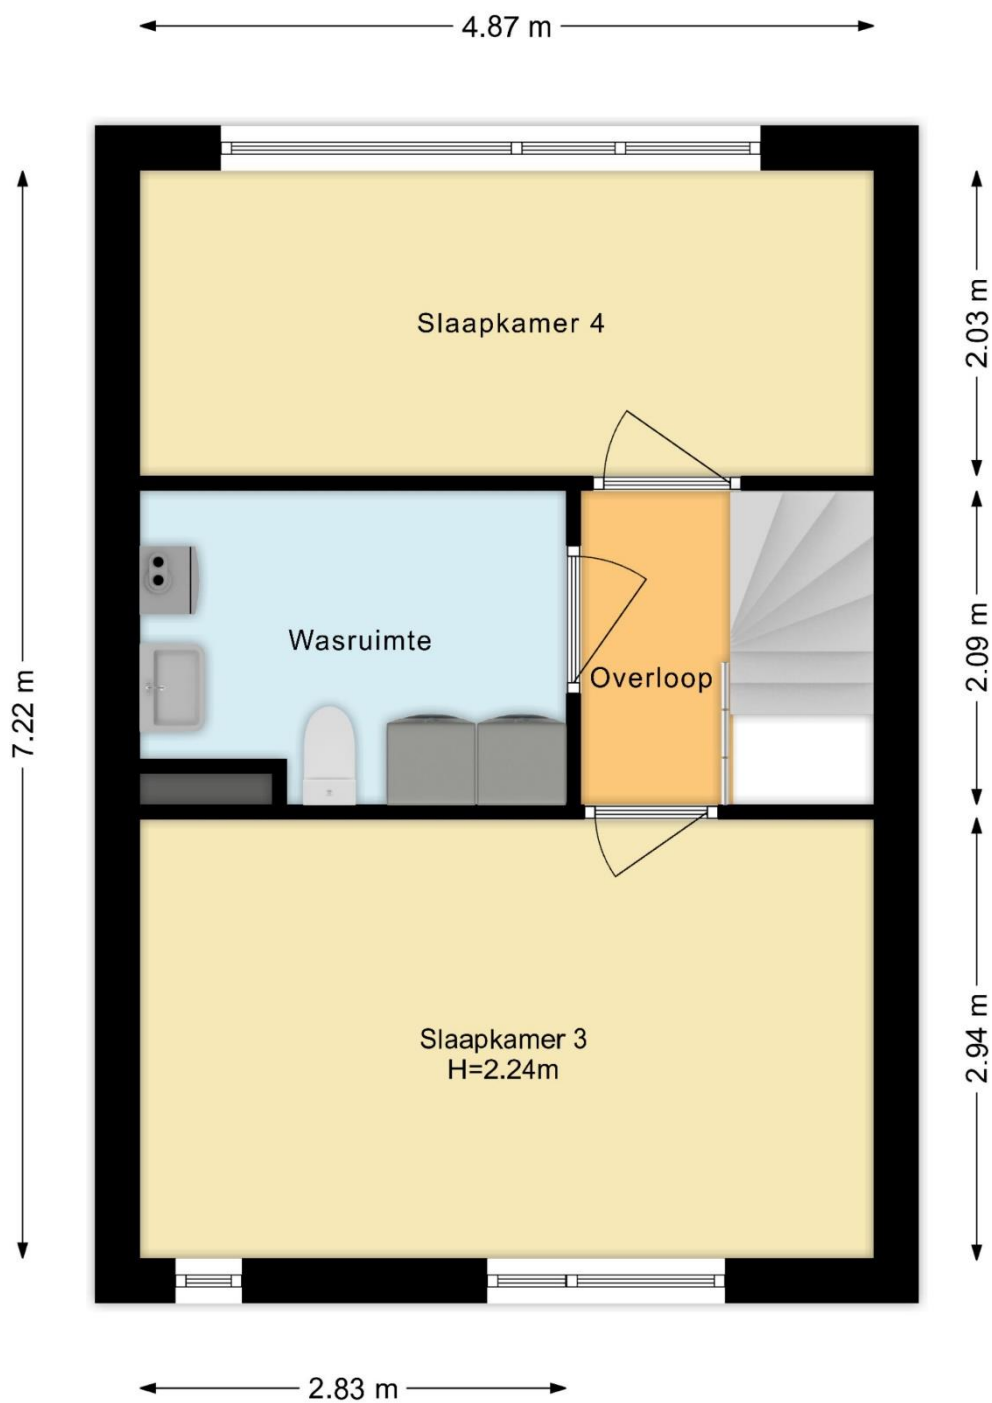 4.87 m
Slaapkamer 4
2.03 m
7.22 m
Wasruimte
Overloop
2.09 m
Slaapkamer 3
H=2.24m
2.94 m
2.83 m